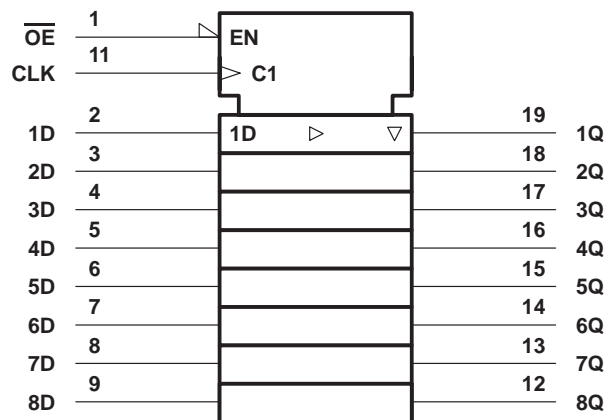 O̅E̅ 1 EN
CLK 11 C1
1D 2 1D 19 1Q
2D 3 18 2Q
3D 4 17 3Q
4D 5 16 4Q
5D 6 15 5Q
6D 7 14 6Q
7D 8 13 7Q
8D 9 12 8Q